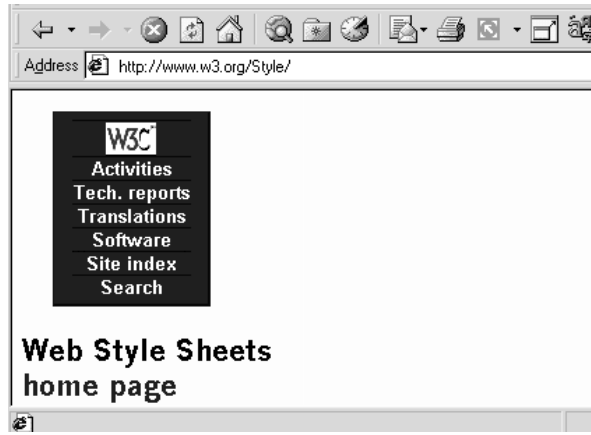 Address http://www.w3.org/Style/
W3C
Activities
Tech. reports
Translations
Software
Site index
Search
Web Style Sheets
home page